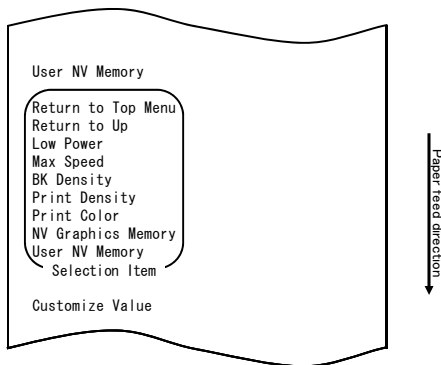 User NV Memory
Return to Top Menu
Return to Up
Low Power
Max Speed
BK Density
Print Density
Print Color
NV Graphics Memory
User NV Memory
Selection Item
Customize Value
Paper feed direction